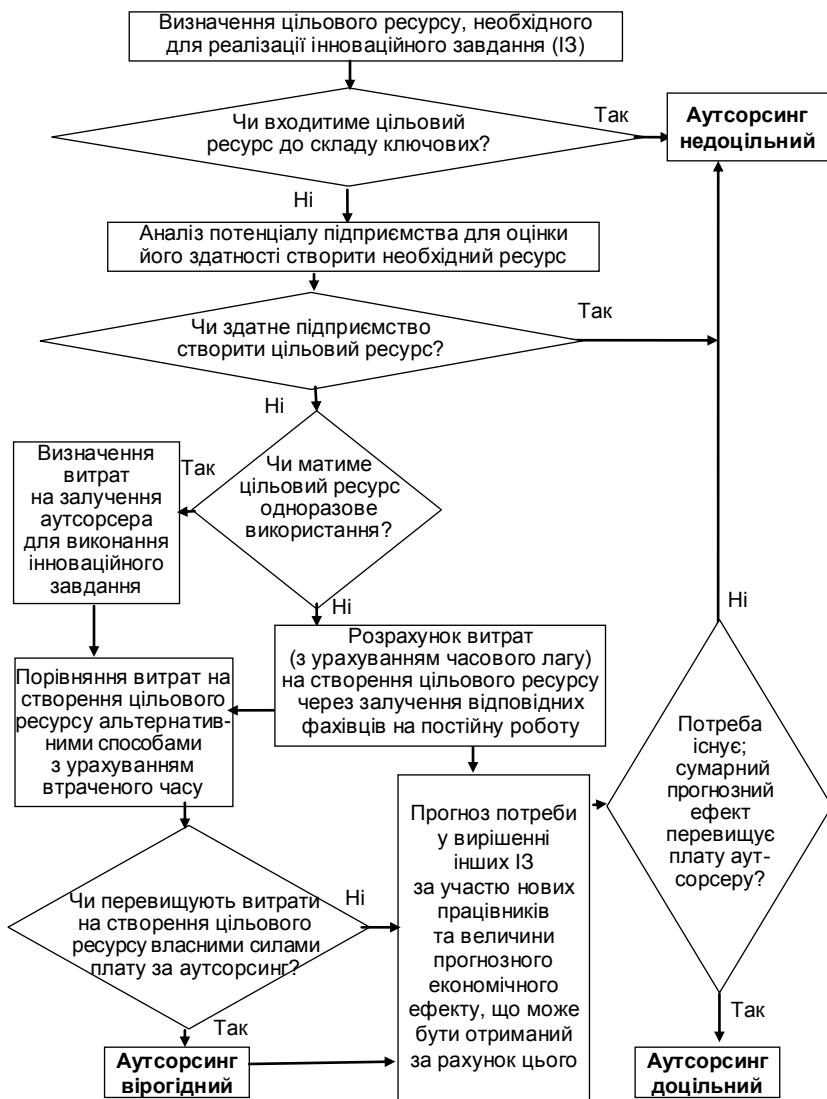 Визначення цільового ресурсу, необхідного
для реалізації інноваційного завдання (ІЗ)
Чи входитиме цільовий
ресурс до складу ключових?
Так
Аутсорсинг
недоцільний
Ні
Аналіз потенціалу підприємства для оцінки
його здатності створити необхідний ресурс
Чи здатне підприємство
створити цільовий ресурс?
Так
Ні
Визначення
витрат
на залучення
аутсорсера
для виконання
інноваційного
завдання
Так
Чи матиме
цільовий ресурс
одноразове
використання?
Ні
Ні
Розрахунок витрат
(з урахуванням часового лагу)
на створення цільового ресурсу
через залучення відповідних
фахівців на постійну роботу
Порівняння витрат на
створення цільового
ресурсу альтернатив-
ними способами
з урахуванням
втраченого часу
Потреба
існує;
сумарний
прогнозний
ефект
перевищує
плату аут-
сорсеру?
Прогноз потреби
у вирішенні
інших ІЗ
за участю нових
працівників
та величини
прогнозного
економічного
ефекту, що може
бути отриманий
за рахунок цього
Чи перевищують витрати
на створення цільового
ресурсу власними силами
плату за аутсорсинг?
Ні
Так
Так
Аутсорсинг
вірогідний
Аутсорсинг
доцільний